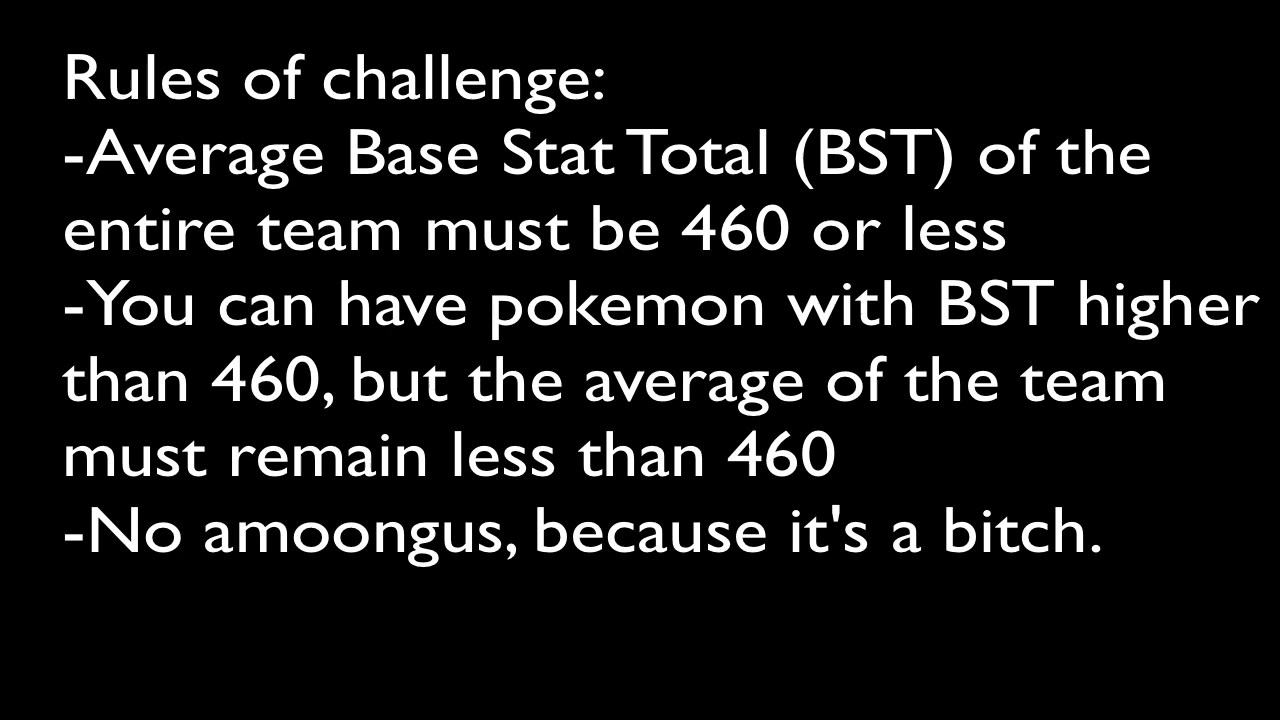 Rules of challenge:
-Average Base Stat Total (BST) of the
entire team must be 460 or less
-You can have pokemon with BST higher
than 460, but the average of the team
must remain less than 460
-No amoongus, because it's a bitch.